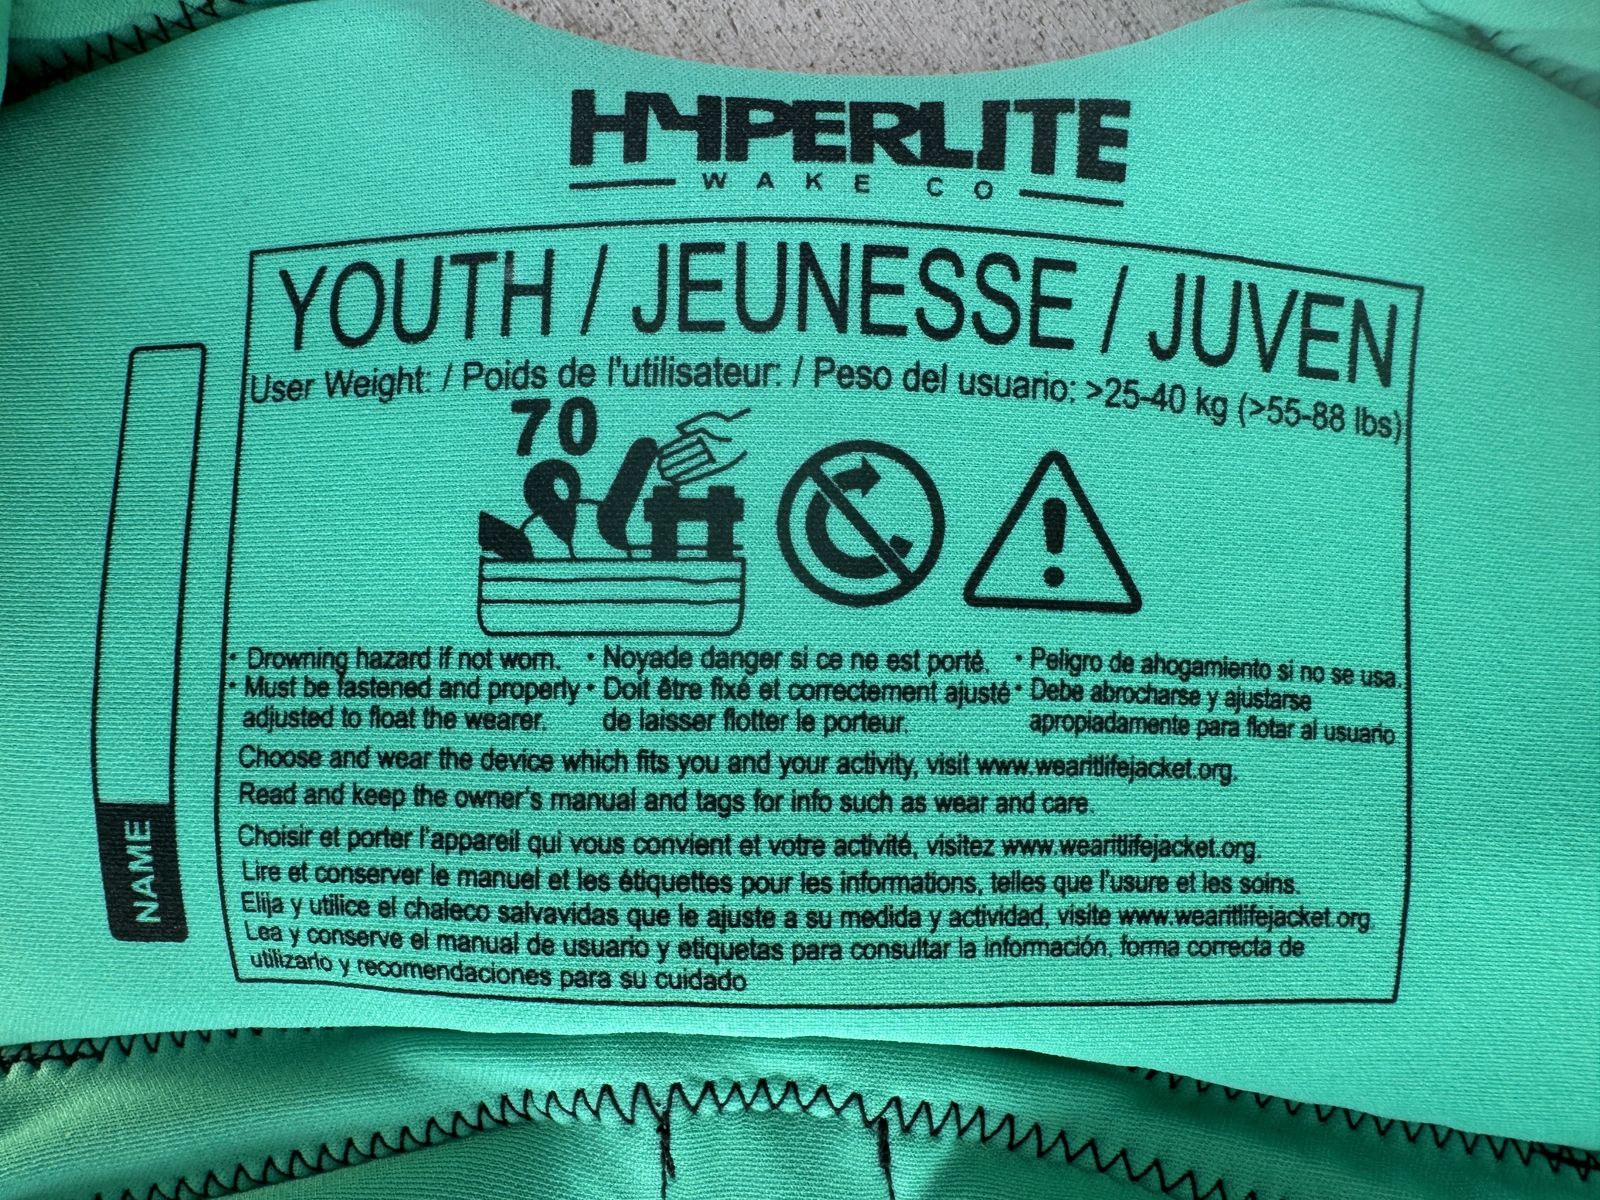 HYPERLITE
WAKE CO
YOUTH / JEUNESSE / JUVEN
User Weight: / Poids de l'utilisateur: / Peso del usuario: >25-40 kg (>55-88 lbs)
70
• Drowning hazard if not worn.
• Must be fastened and properly
adjusted to float the wearer.
• Noyade danger si ce ne est porté.
• Doit être fixé et correctement ajusté
de laisser flotter le porteur.
• Peligro de ahogamiento si no se usa.
• Debe abrocharse y ajustarse
apropiadamente para flotar al usuario
Choose and wear the device which fits you and your activity, visit www.wearitlifejacket.org.
Read and keep the owner's manual and tags for info such as wear and care.
Choisir et porter l'appareil qui vous convient et votre activité, visitez www.wearitlifejacket.org.
Lire et conserver le manuel et les étiquettes pour les informations, telles que l'usure et les soins.
Elija y utilice el chaleco salvavidas que le ajuste a su medida y actividad, visite www.wearitlifejacket.org.
Lea y conserve el manual de usuario y etiquetas para consultar la información, forma correcta de
utilizarlo y recomendaciones para su cuidado
NAME